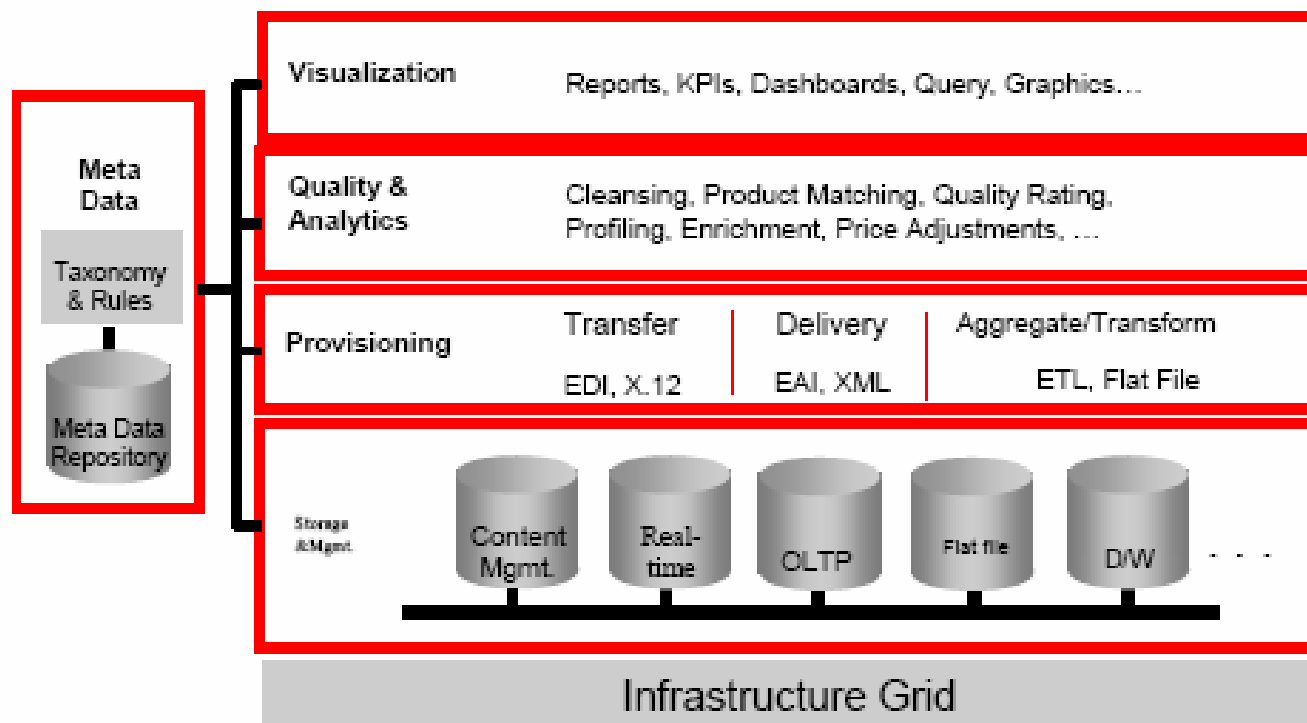 Meta
Data
Taxonomy
& Rules
Meta Data
Repository
Visualization
Reports, KPIs, Dashboards, Query, Graphics...
Quality &
Analytics
Cleansing, Product Matching, Quality Rating,
Profiling, Enrichment, Price Adjustments, ...
Provisioning
Transfer
EDI, X.12
Delivery
EAI, XML
Aggregate/Transform
ETL, Flat File
Storage
&Mgmt.
Content
Mgmt.
Real-
time
OLTP
Flat file
D/W
. . .
Infrastructure Grid